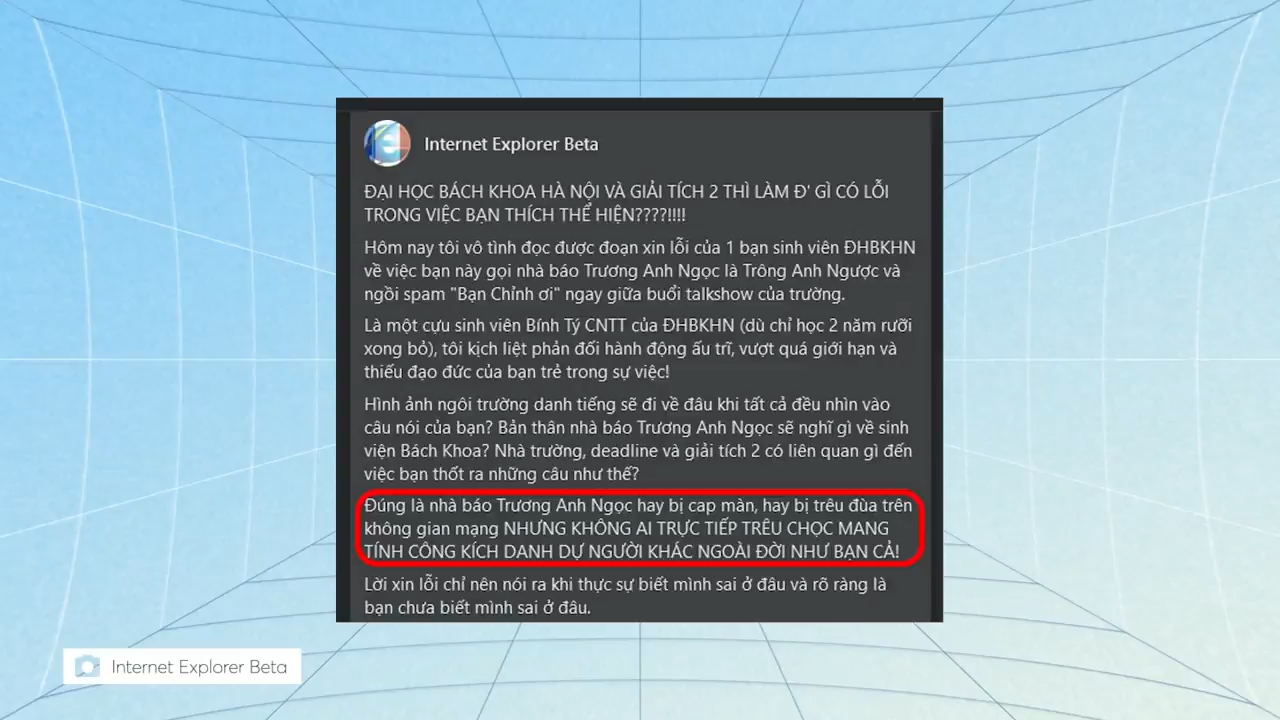 Internet Explorer Beta
ĐẠI HỌC BÁCH KHOA HÀ NỘI VÀ GIẢI TÍCH 2 THÌ LÀM Đ' GÌ CÓ LỖI
TRONG VIỆC BẠN THÍCH THỂ HIỆN????!!!!
Hôm nay tôi vô tình đọc được đoạn xin lỗi của 1 bạn sinh viên ĐHBKHN
về việc bạn này gọi nhà báo Trương Anh Ngọc là Trông Anh Ngược và
ngồi spam "Bạn Chỉnh ơi" ngay giữa buổi talkshow của trường.
Là một cựu sinh viên Bính Tý CNTT của ĐHBKHN (dù chỉ học 2 năm rưỡi
xong bỏ), tôi kịch liệt phản đối hành động ấu trĩ, vượt quá giới hạn và
thiếu đạo đức của bạn trẻ trong sự việc!
Hình ảnh ngôi trường danh tiếng sẽ đi về đâu khi tất cả đều nhìn vào
câu nói của bạn? Bản thân nhà báo Trương Anh Ngọc sẽ nghĩ gì về sinh
viện Bách Khoa? Nhà trường, deadline và giải tích 2 có liên quan gì đến
việc bạn thốt ra những câu như thế?
Đúng là nhà báo Trương Anh Ngọc hay bị cap màn, hay bị trêu đùa trên
không gian mạng NHƯNG KHÔNG AI TRỰC TIẾP TRÊU CHỌC MANG
TÍNH CÔNG KÍCH DANH DỰ NGƯỜI KHÁC NGOÀI ĐỜI NHƯ BẠN CẢ!
Lời xin lỗi chỉ nên nói ra khi thực sự biết mình sai ở đâu và rõ ràng là
bạn chưa biết mình sai ở đâu.
Internet Explorer Beta